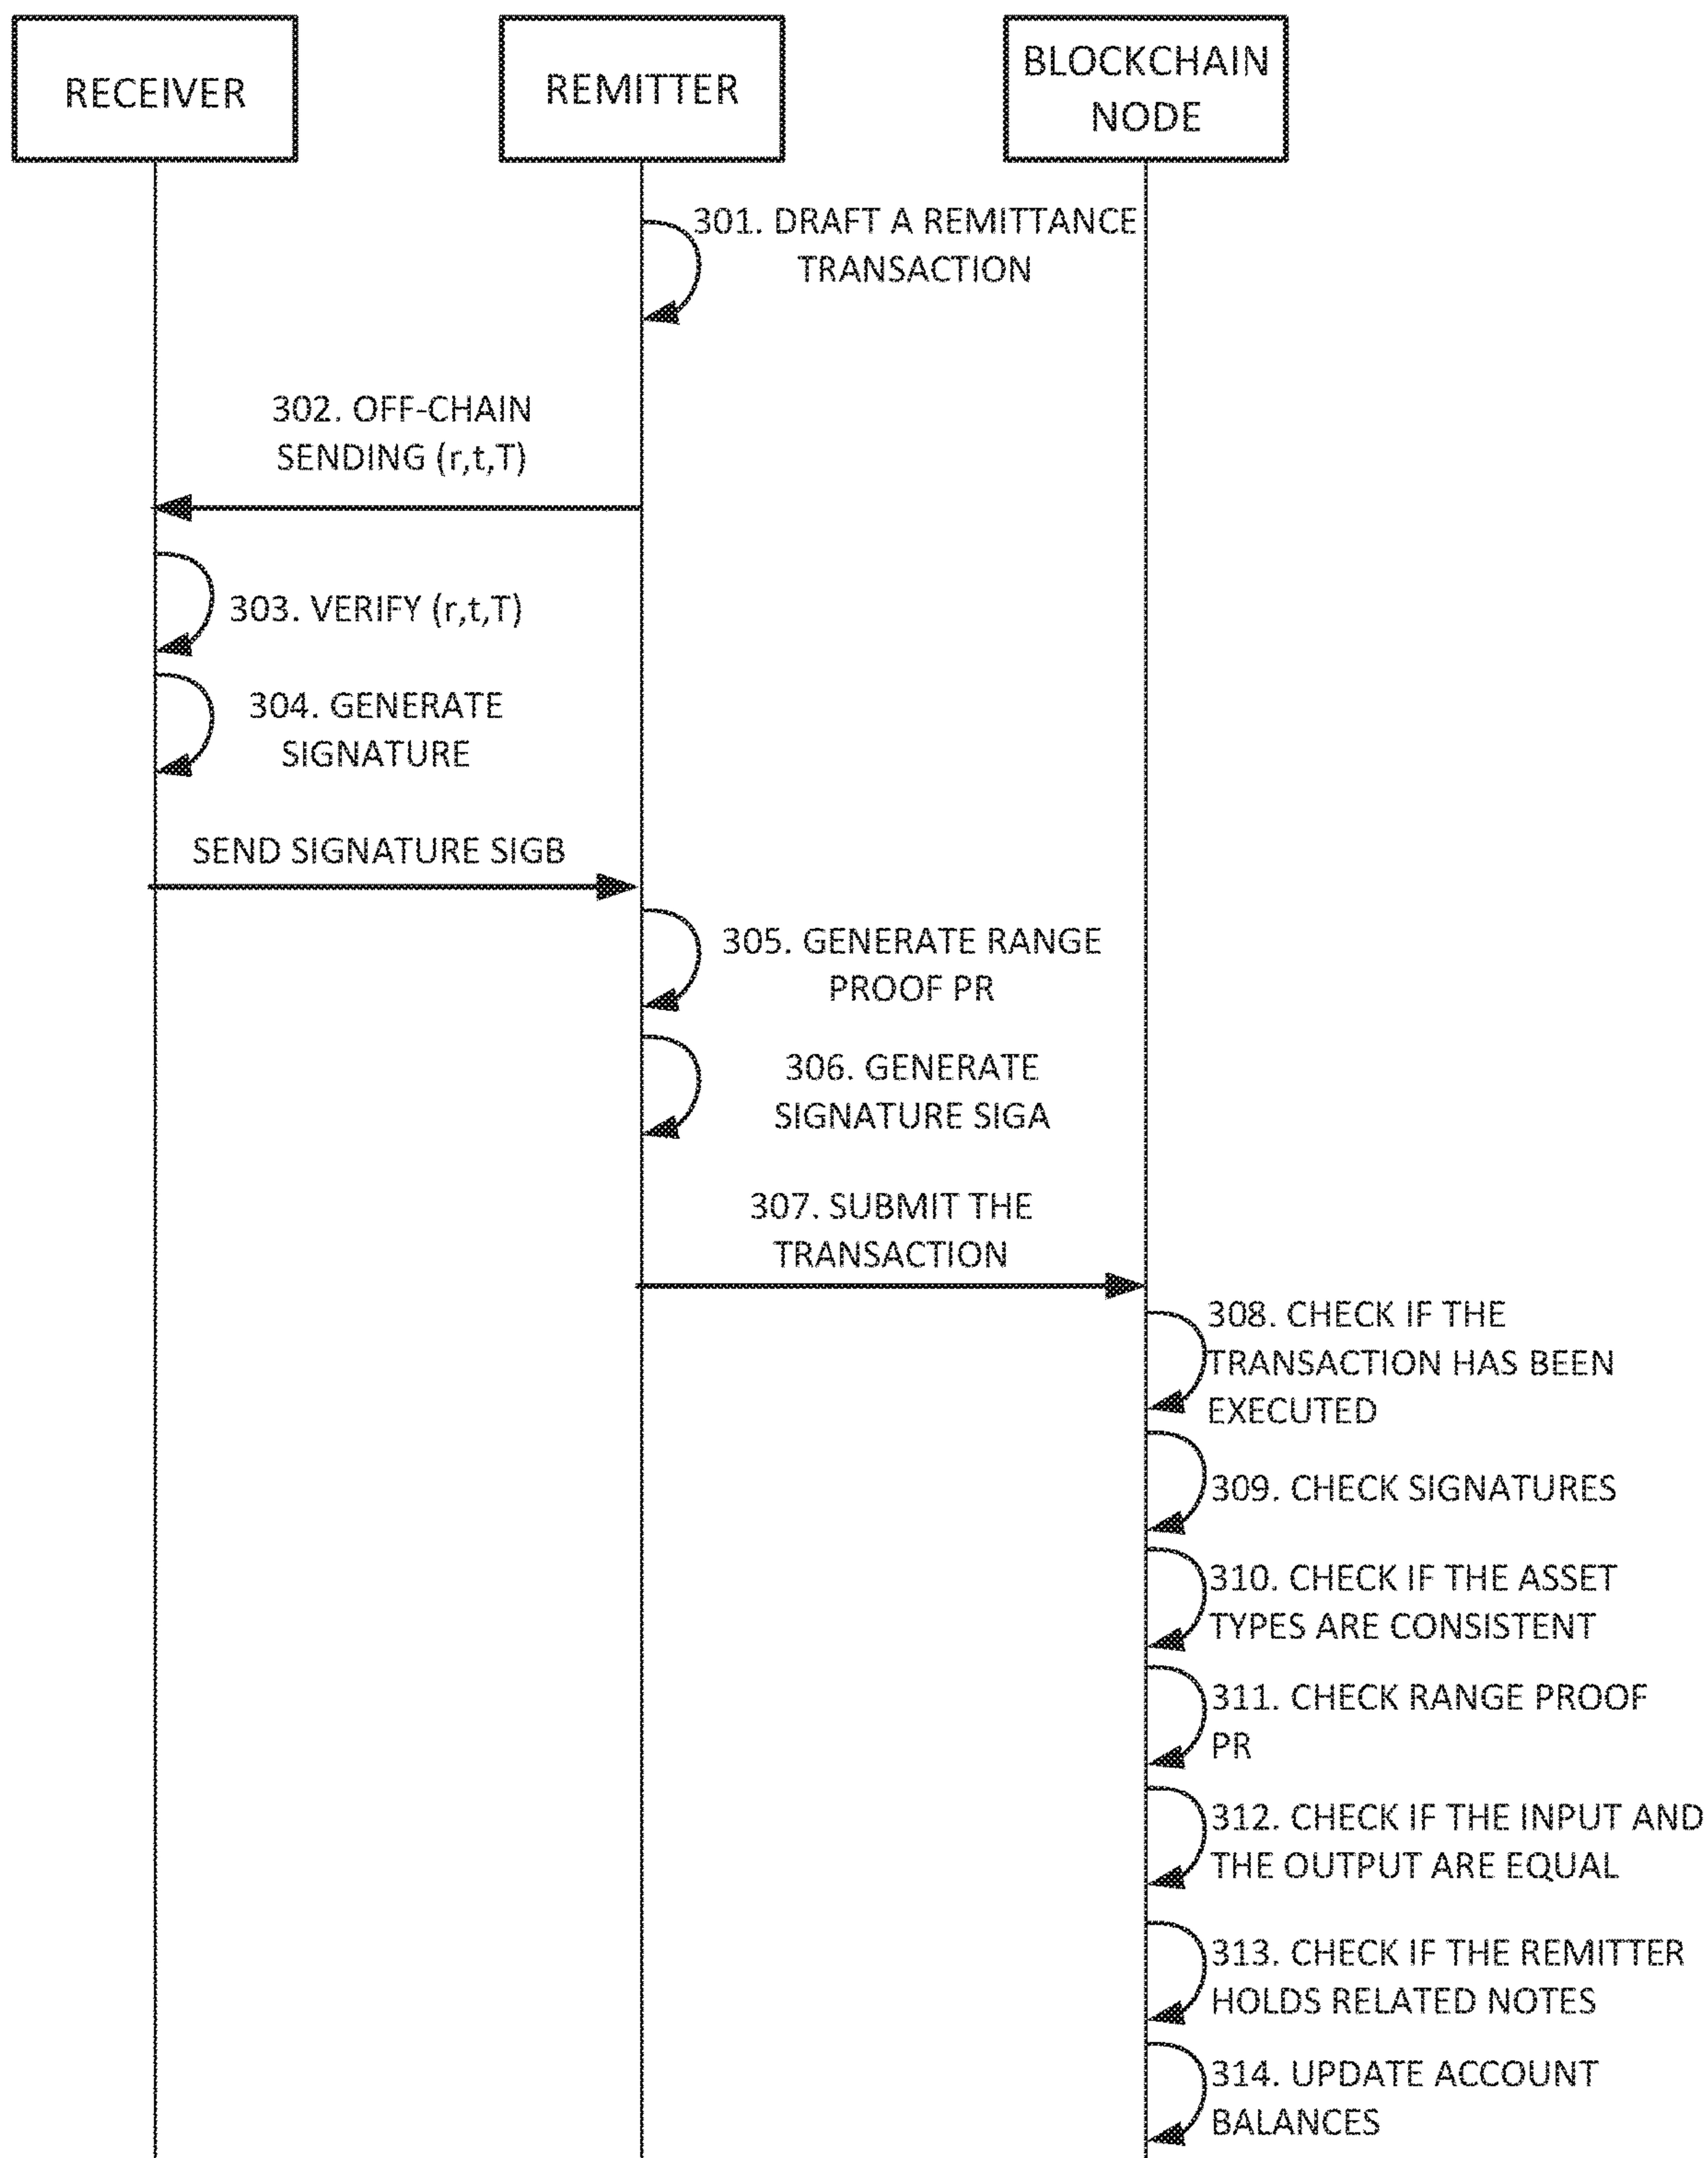 RECEIVER
REMITTER
BLOCKCHAIN
NODE
301. DRAFT A REMITTANCE
TRANSACTION
302. OFF-CHAIN
SENDING (r,t,T)
303. VERIFY (r,t,T)
304. GENERATE
SIGNATURE
SEND SIGNATURE SIGB
305. GENERATE RANGE
PROOF PR
306. GENERATE
SIGNATURE SIGA
307. SUBMIT THE
TRANSACTION
308. CHECK IF THE
TRANSACTION HAS BEEN
EXECUTED
309. CHECK SIGNATURES
310. CHECK IF THE ASSET
TYPES ARE CONSISTENT
311. CHECK RANGE PROOF
PR
312. CHECK IF THE INPUT AND
THE OUTPUT ARE EQUAL
313. CHECK IF THE REMITTER
HOLDS RELATED NOTES
314. UPDATE ACCOUNT
BALANCES